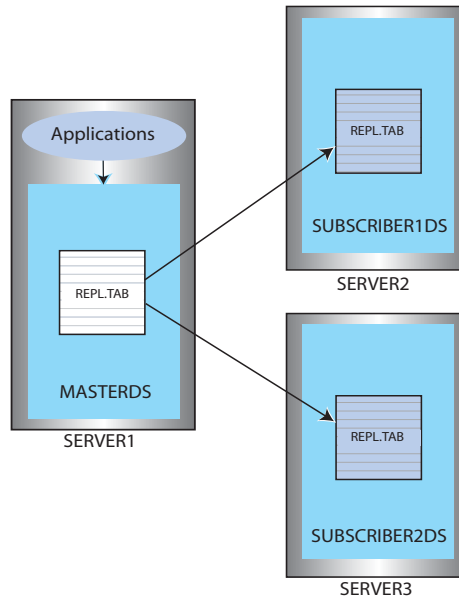 Applications
REPL.TAB
MASTERDS
SERVER1
REPL.TAB
SUBSCRIBER1DS
SERVER2
REPL.TAB
SUBSCRIBER2DS
SERVER3